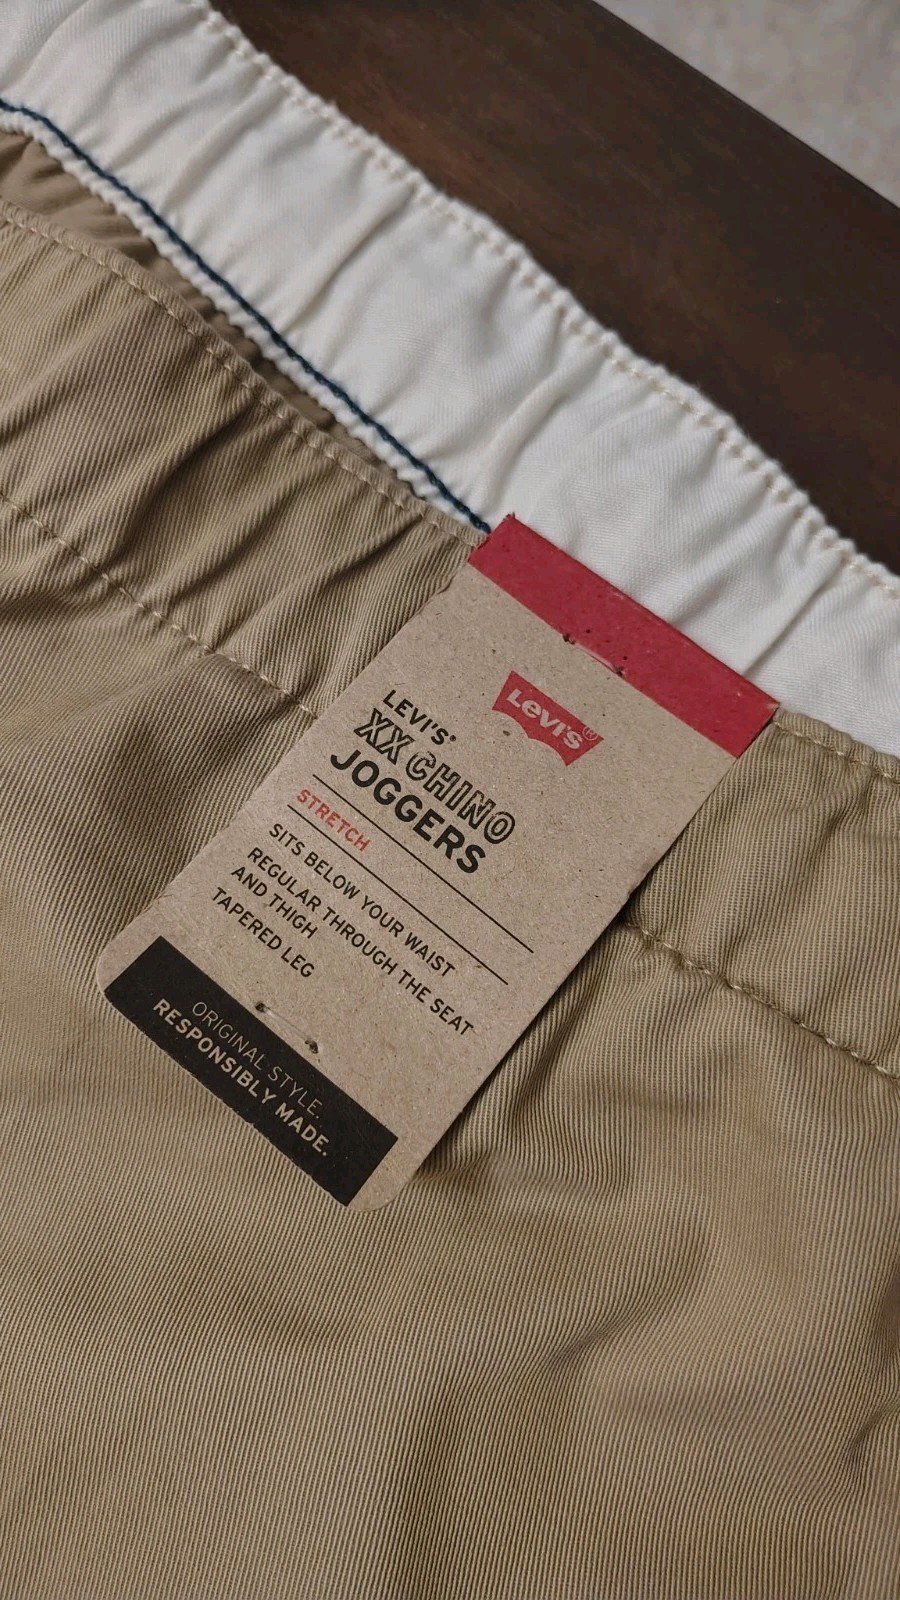 Levi's®
LEVI'S®
XX CHINO
JOGGERS
STRETCH
SITS BELOW YOUR WAIST
REGULAR THROUGH THE SEAT
AND THIGH
TAPERED LEG
ORIGINAL STYLE.
RESPONSIBLY MADE.